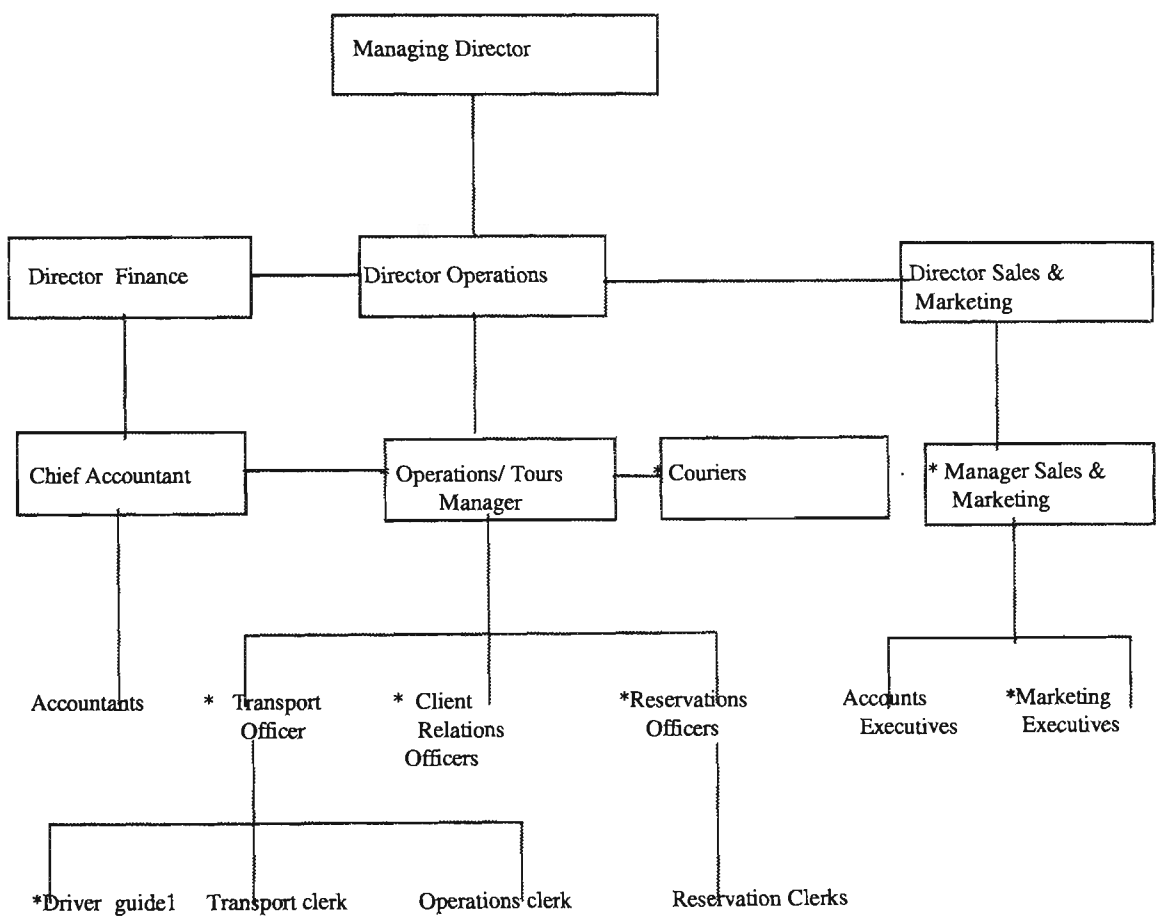 Managing Director
Director Finance
Director Operations
Director Sales &
Marketing
Chief Accountant
Operations/ Tours
Manager
* Couriers
* Manager Sales &
Marketing
Accountants
* Transport
Officer
* Client
Relations
Officers
*Reservations
Officers
Accounts
Executives
*Marketing
Executives
*Driver guide1
Transport clerk
Operations clerk
Reservation Clerks